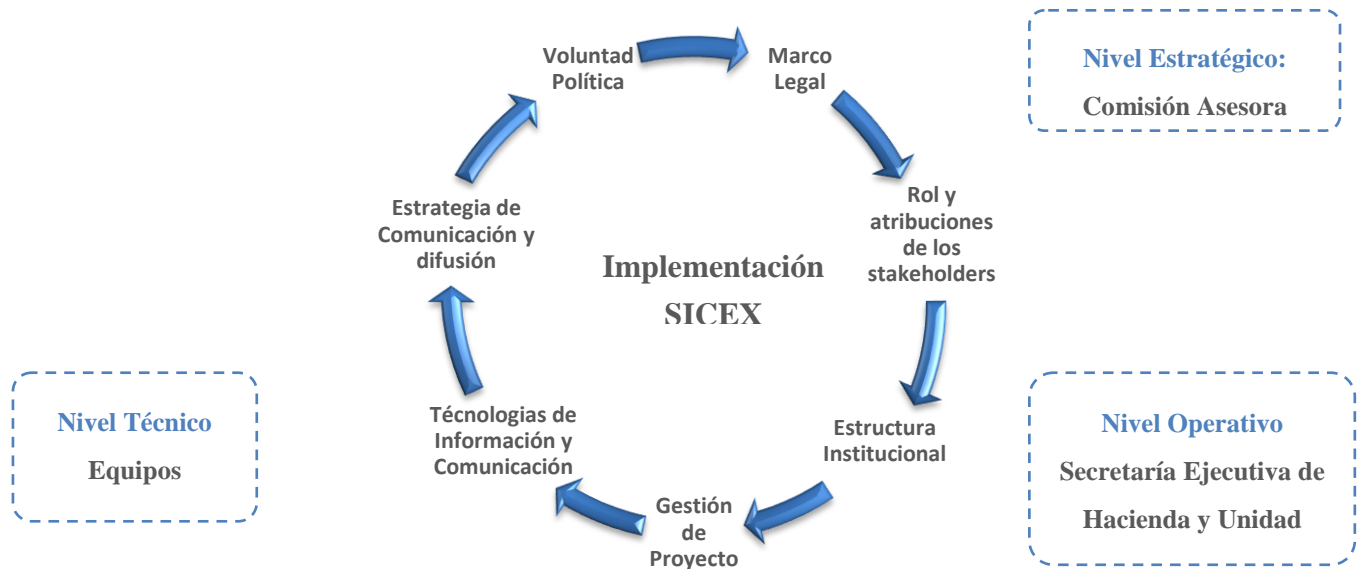 Voluntad
Política
Marco
Legal
Nivel Estratégico:
Comisión Asesora
Rol y
atribuciones
de los
stakeholders
Estrategia de
Comunicación y
difusión
Implementación
SICEX
Estructura
Institucional
Nivel Operativo
Secretaría Ejecutiva de
Hacienda y Unidad
Técnologias de
Información y
Comunicación
Nivel Técnico
Equipos
Gestión
de
Proyecto